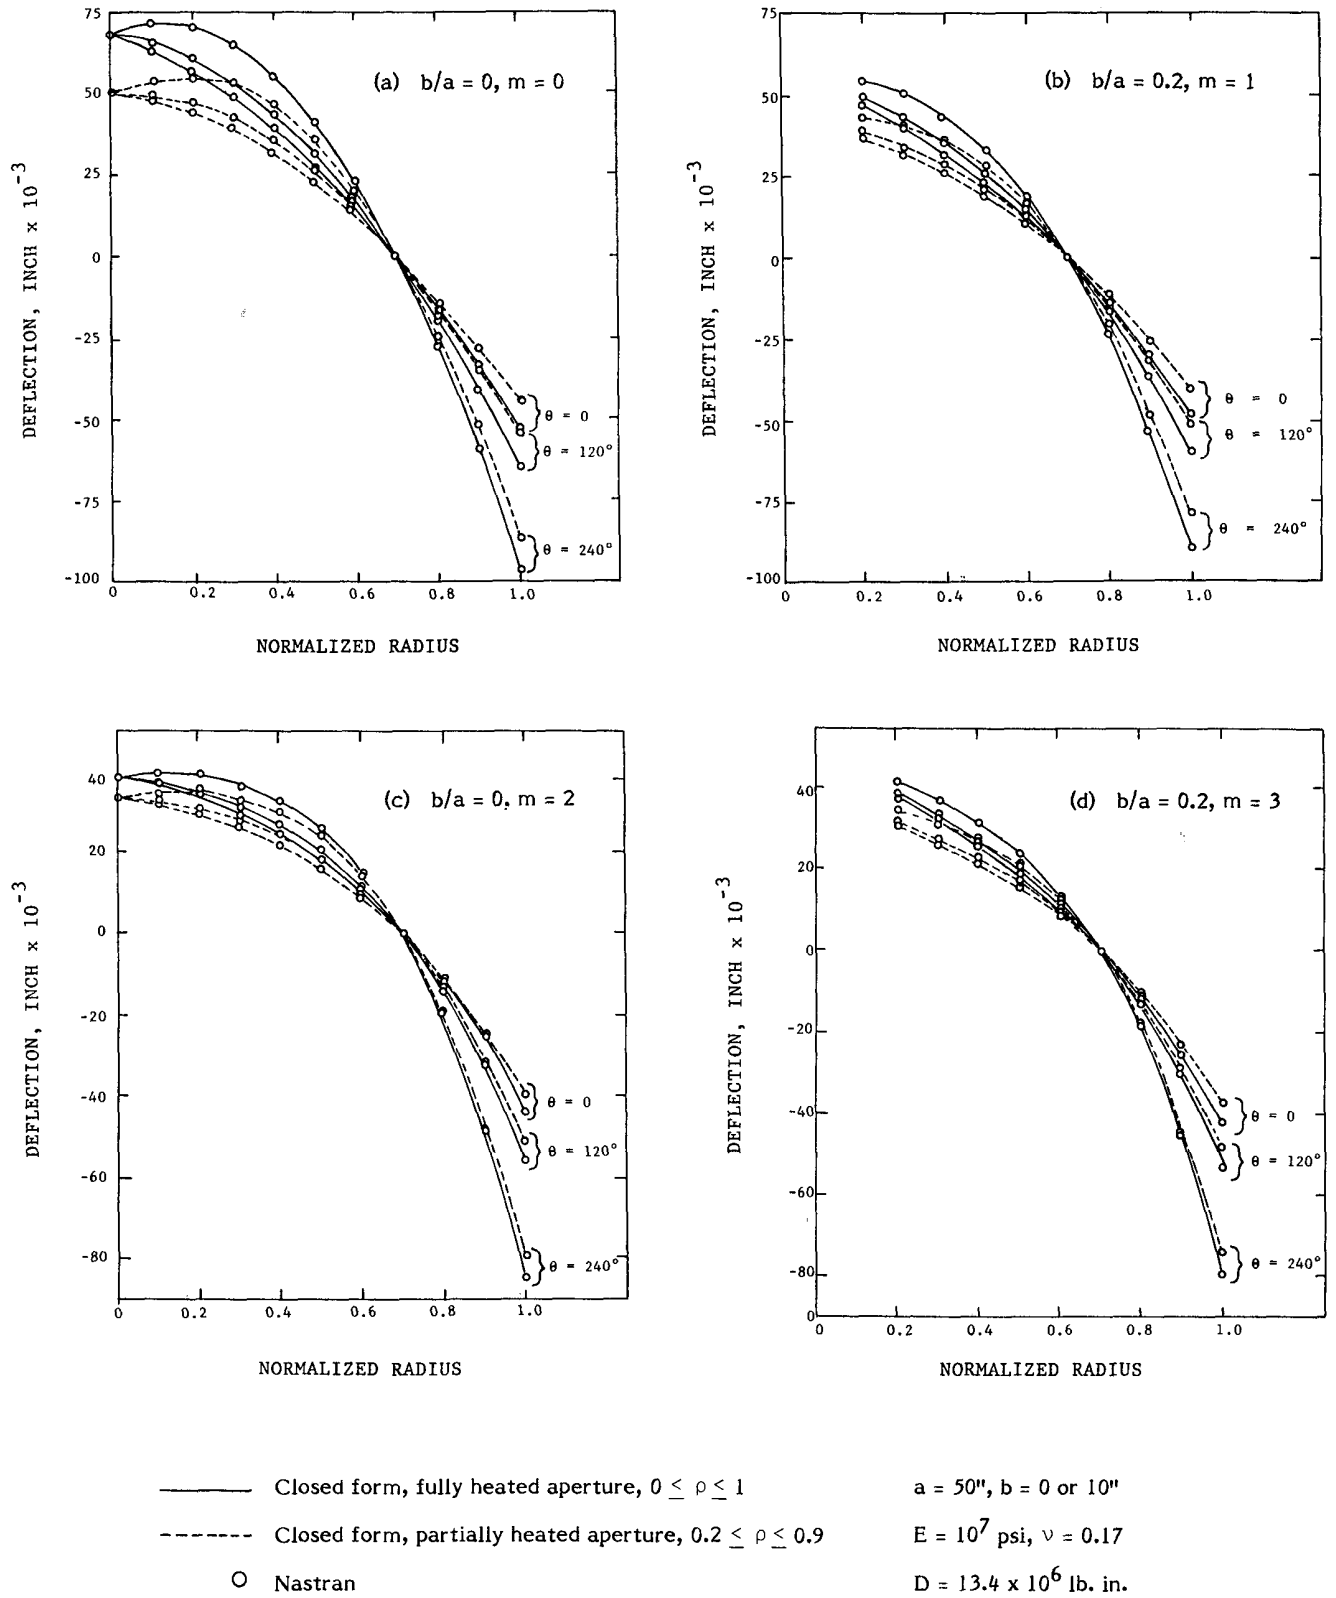 (a) b/a = 0, m = 0
75
50
25
0
-25
-50
-75
-100
DEFLECTION, INCH x 10⁻³
θ = 0
θ = 120°
θ = 240°
0 0.2 0.4 0.6 0.8 1.0
NORMALIZED RADIUS
(b) b/a = 0.2, m = 1
75
50
25
0
-25
-50
-75
-100
DEFLECTION, INCH x 10⁻³
θ = 0
θ = 120°
θ = 240°
0 0.2 0.4 0.6 0.8 1.0
NORMALIZED RADIUS
(c) b/a = 0, m = 2
40
20
0
-20
-40
-60
-80
DEFLECTION, INCH x 10⁻³
θ = 0
θ = 120°
θ = 240°
0 0.2 0.4 0.6 0.8 1.0
NORMALIZED RADIUS
(d) b/a = 0.2, m = 3
40
20
0
-20
-40
-60
-80
0
DEFLECTION, INCH x 10⁻³
θ = 0
θ = 120°
θ = 240°
0 0.2 0.4 0.6 0.8 1.0
NORMALIZED RADIUS
Closed form, fully heated aperture, 0 ≤ ρ ≤ 1
Closed form, partially heated aperture, 0.2 ≤ ρ ≤ 0.9
Nastran
a = 50", b = 0 or 10"
E = 10⁷ psi, ν = 0.17
D = 13.4 x 10⁶ lb. in.